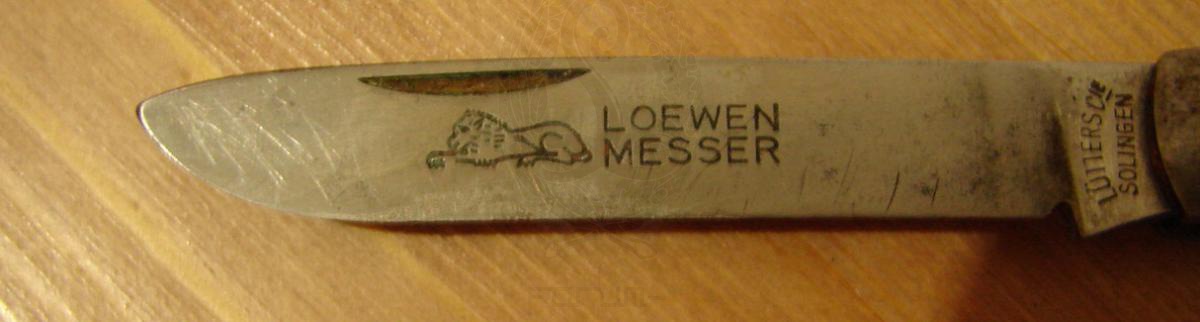 LOEWEN
MESSER
LÜTTERS Cie
SOLINGEN